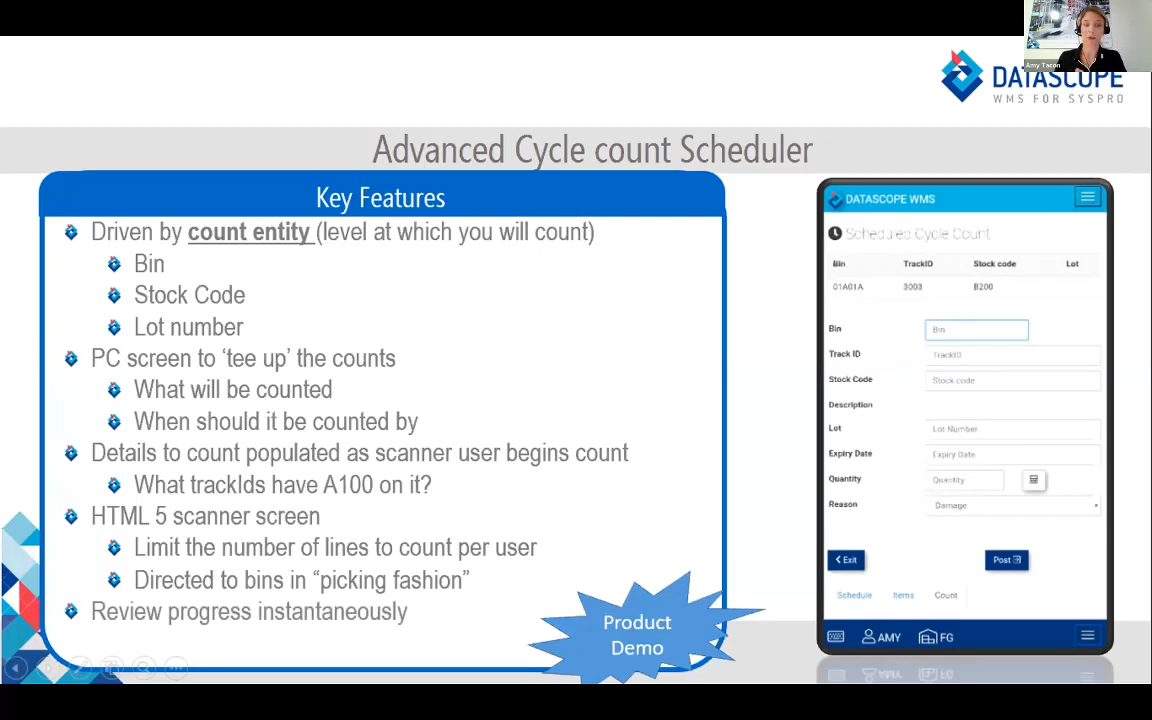 Amy Tacon
DATASCOPE
WMS FOR SYSPRO
Advanced Cycle count Scheduler
Key Features
Driven by count entity (level at which you will count)
Bin
Stock Code
Lot number
PC screen to ‘tee up’ the counts
What will be counted
When should it be counted by
Details to count populated as scanner user begins count
What trackIds have A100 on it?
HTML 5 scanner screen
Limit the number of lines to count per user
Directed to bins in “picking fashion”
Review progress instantaneously
Product
Demo
DATASCOPE WMS
Scheduled Cycle Count
Bin TrackID Stock code Lot
01A01A 3003 B200
Bin Bin
Track ID TrackID
Stock Code Stock code
Description
Lot Lot Number
Expiry Date Expiry Date
Quantity Quantity
Reason Damage
Exit Post
Schedule Items Count
AMY FG